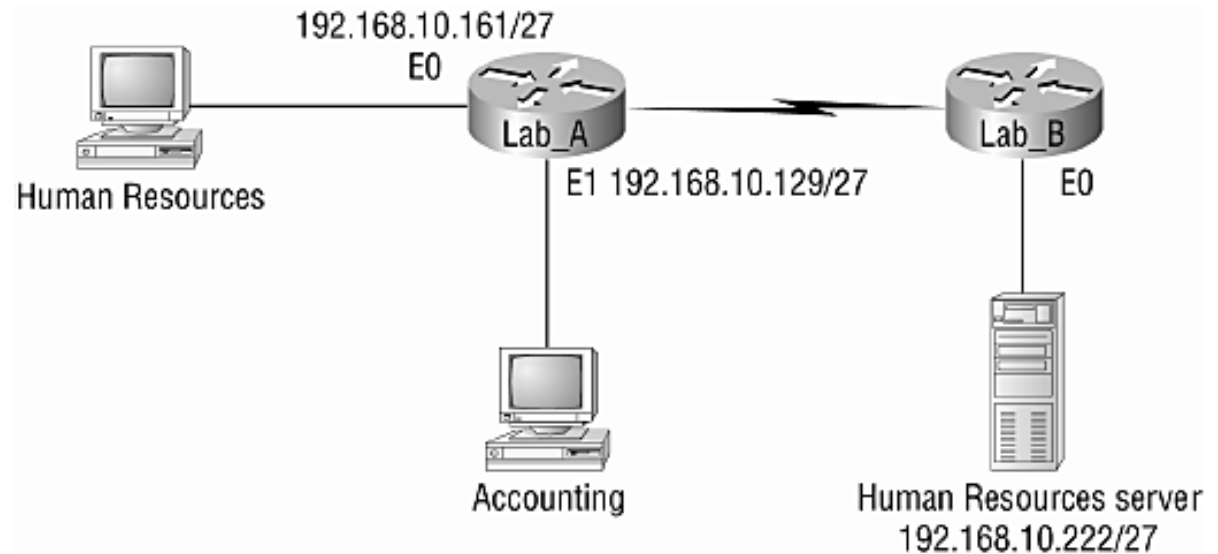 192.168.10.161/27
E0
Lab_A
Lab_B
Human Resources
E1 192.168.10.129/27
E0
Accounting
Human Resources server
192.168.10.222/27